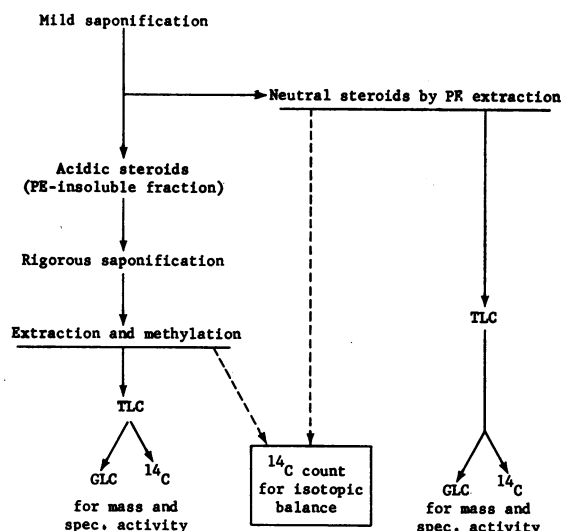 Mild saponification
Neutral steroids by PE extraction
Acidic steroids
(PE-insoluble fraction)
Rigorous saponification
Extraction and methylation
TLC
GLC 14C
for mass and
spec. activity
14C count
for isotopic
balance
TLC
GLC 14C
for mass and
spec. activity